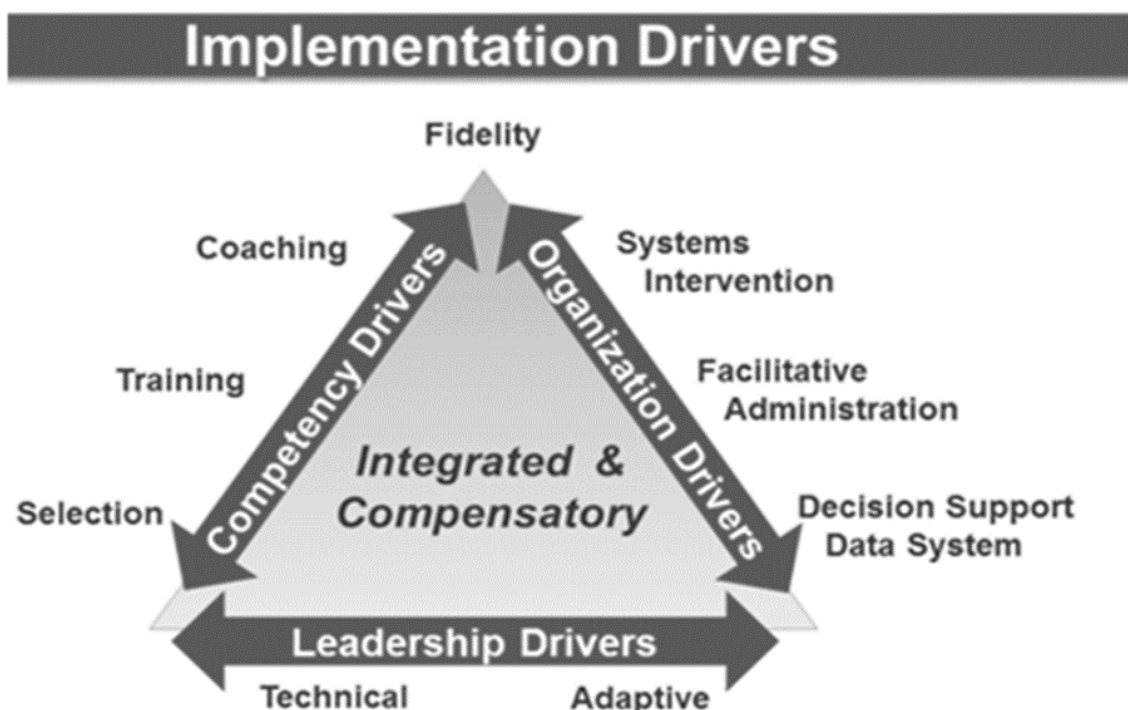 Implementation Drivers
Fidelity
Coaching
Training
Selection
Competency Drivers
Organization Drivers
Systems
Intervention
Facilitative
Administration
Decision Support
Data System
Integrated &
Compensatory
Leadership Drivers
Technical
Adaptive